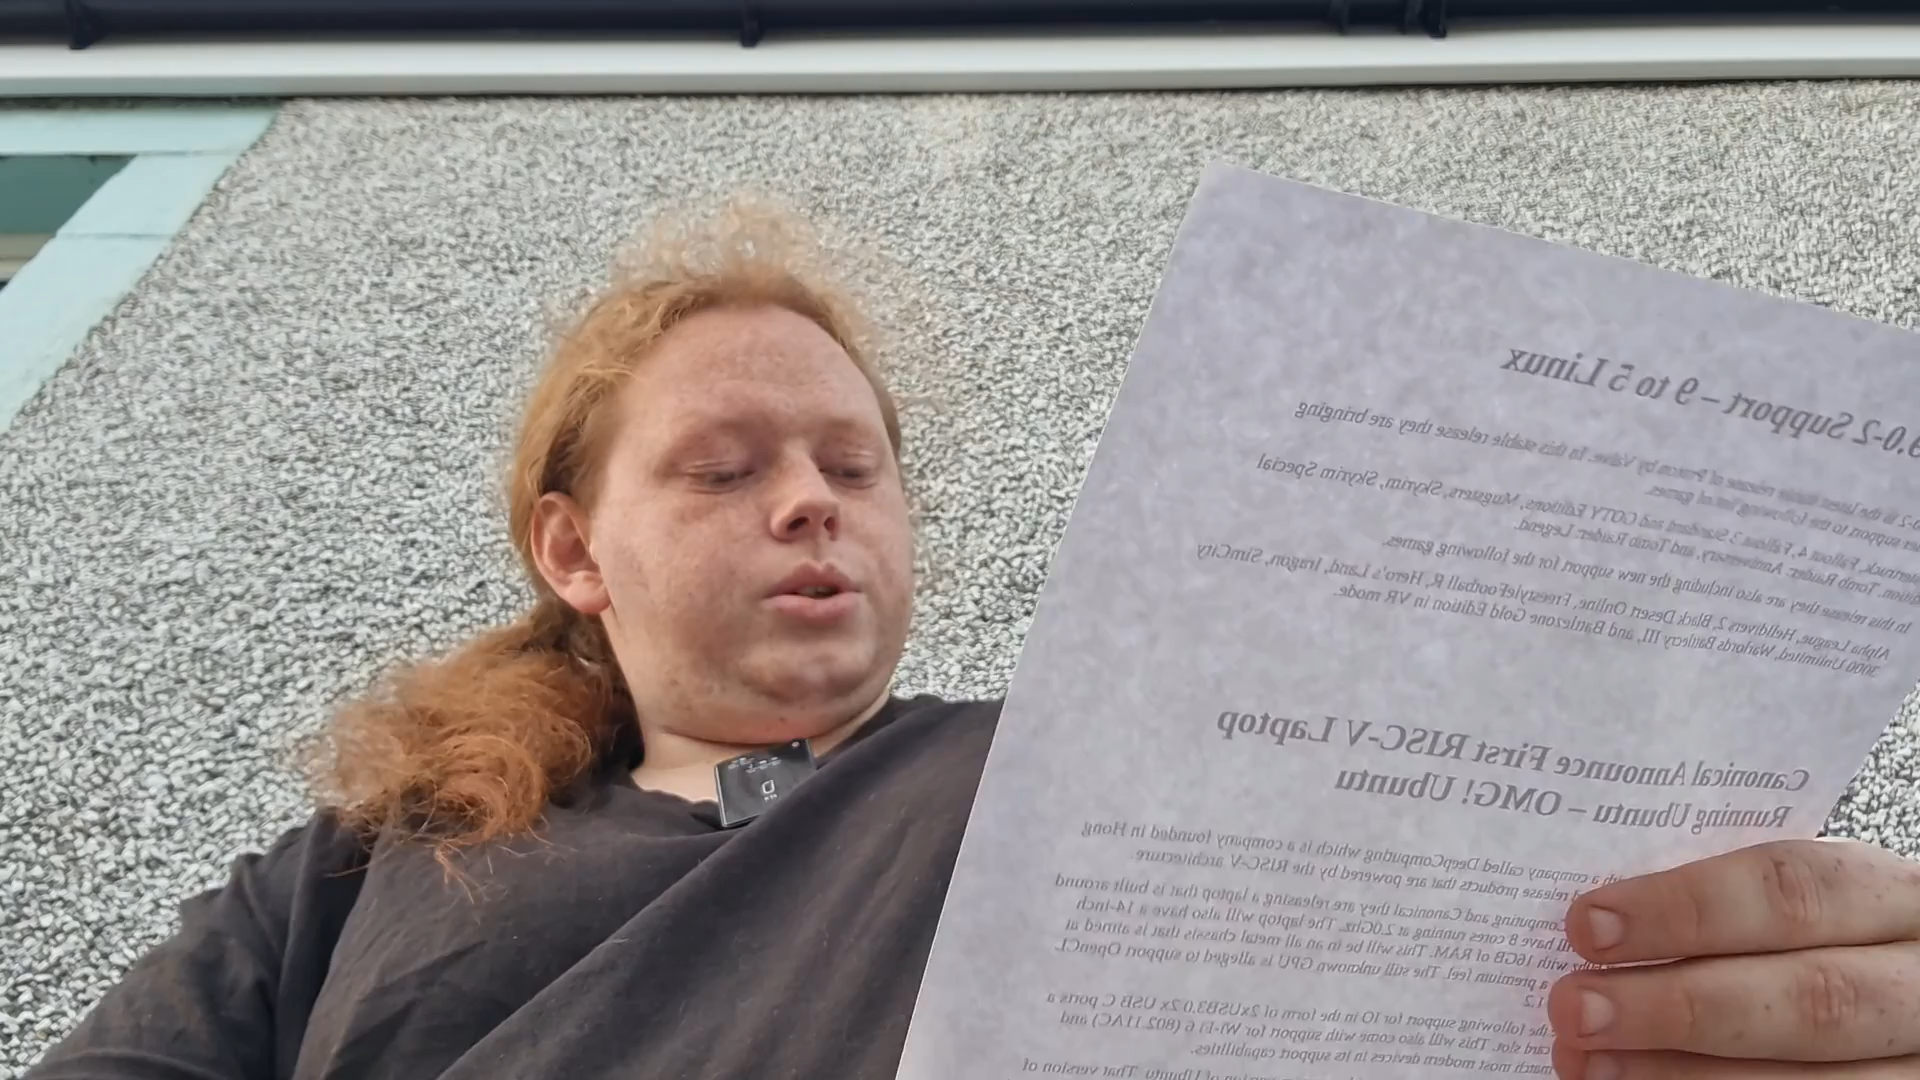 9.0-2 Support – 9 to 5 Linux
0-2 is the latest stable release of Proton by Valve. In this stable release they are bringing
support to the following list of games.
Fallout 4, Fallout 3 Standard and GOTY Editions, Mugsters, Skyrim, Skyrim Special
Edition, Tomb Raider: Anniversary, and Tomb Raider: Legend.
In this release they are also including the new support for the following games,
Alpha League, Helldivers 2, Black Desert Online, FreestyleFootball R, Hero's Land, Iragon, SimCity
3000 Unlimited, Warlords Battlecry III, and Battlezone Gold Edition in VR mode.
Canonical Announce First RISC-V Laptop
Running Ubuntu – OMG! Ubuntu
a company called DeepComputing which is a company founded in Hong
release products that are powered by the RISC-V architecture.
Computing and Canonical they are releasing a laptop that is built around
have 8 cores running at 2.0Ghz. The laptop will also have a 14-inch
with 16GB of RAM. This will be in an all metal chassis that is aimed at
a premium feel. The still unknown GPU is alleged to support OpenCL
1.2
the following support for IO in the form of 2xUSB3.0 2x USB C ports a
card slot. This will also come with support for Wi-Fi 6 (802.11AC) and
match most modern devices in its support capabilities.
version of Ubuntu. That version of